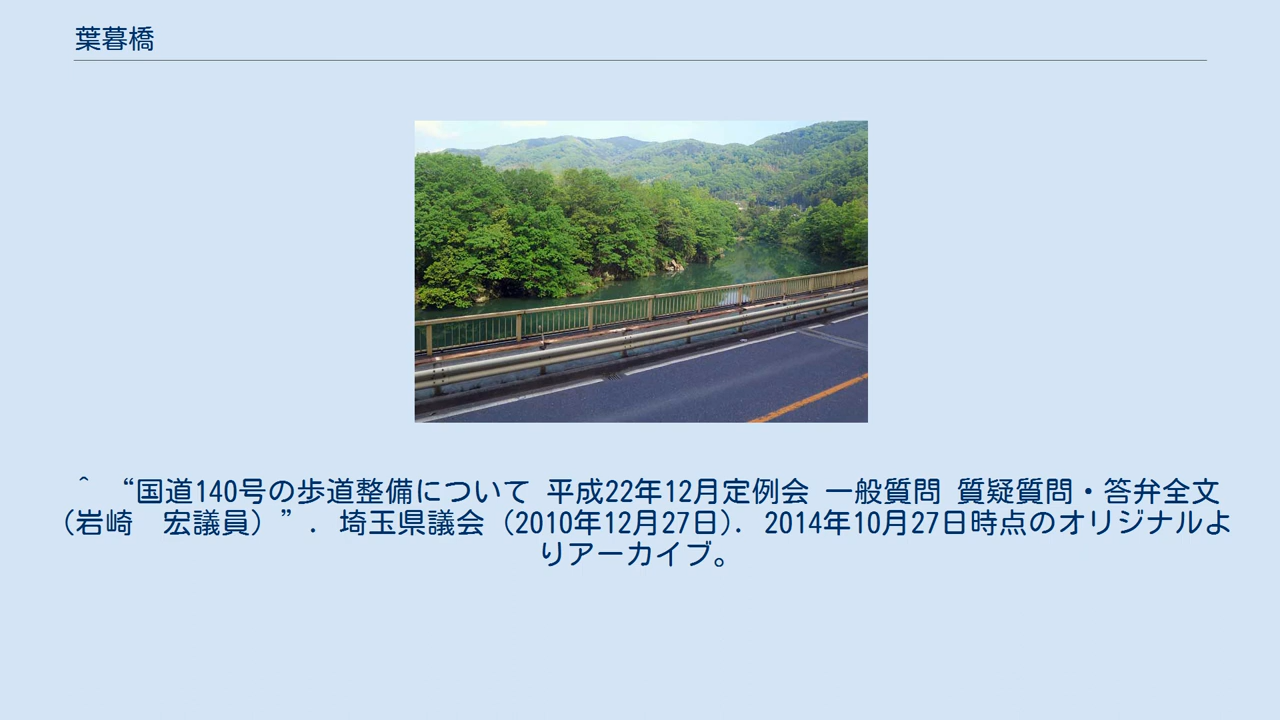 葉暮橋
^ “国道140号の歩道整備について 平成22年12月定例会 一般質問 質疑質問・答弁全文
（岩崎　宏議員）”. 埼玉県議会 (2010年12月27日). 2014年10月27日時点のオリジナルよ
りアーカイブ。